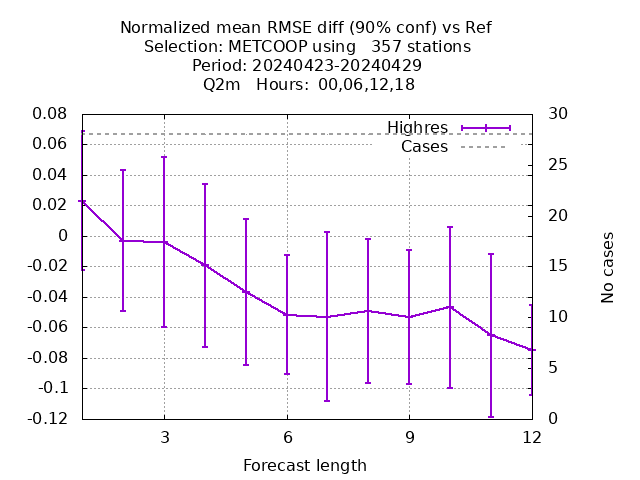 Normalized mean RMSE diff (90% conf) vs Ref
Selection: METCOOP using   357 stations
Period: 20240423-20240429
Q2m   Hours:  00,06,12,18
Highres
Cases
0.08
0.06
0.04
0.02
0
-0.02
-0.04
-0.06
-0.08
-0.1
-0.12
30
25
20
15
10
5
0
No cases
3
6
9
12
Forecast length